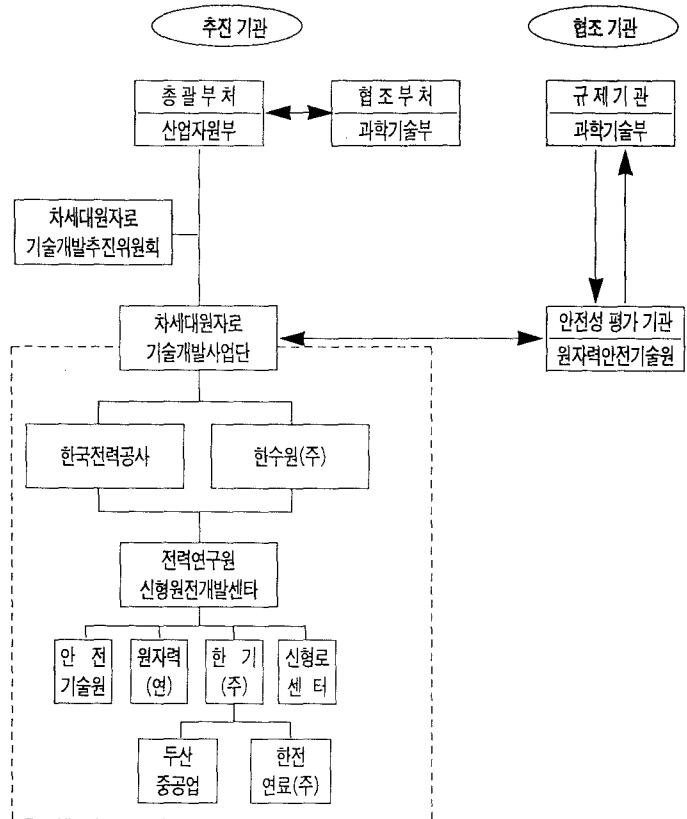 추진 기관
협조 기관
총 괄 부 처
산업자원부
협 조 부 처
과학기술부
규 제 기 관
과학기술부
차세대원자로
기술개발추진위원회
차세대원자로
기술개발사업단
안전성 평가 기관
원자력안전기술원
한국전력공사
한수원(주)
전력연구원
신형원전개발센타
안 전
기술원
원자력
(연)
한 기
(주)
신형로
센 터
두산
중공업
한전
연료(주)